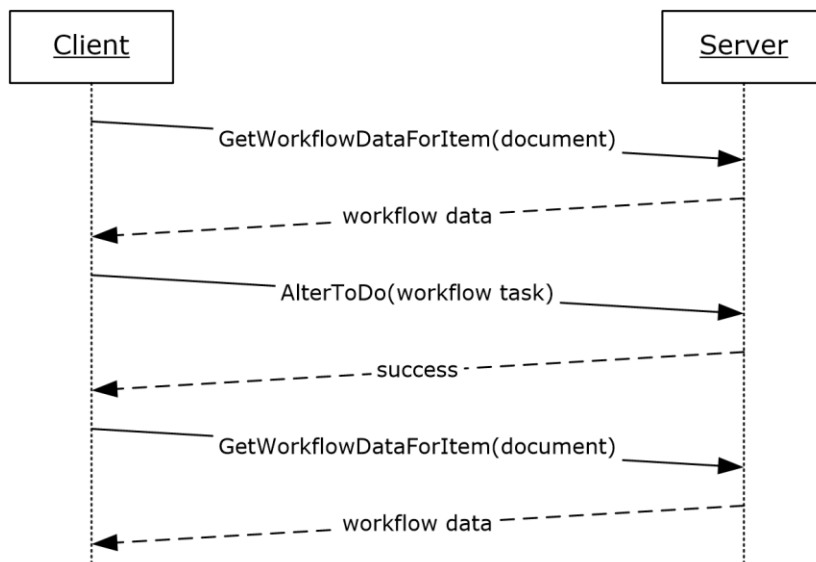 Client
Server
GetWorkflowDataForItem(document)
workflow data
AlterToDo(workflow task)
success
GetWorkflowDataForItem(document)
workflow data